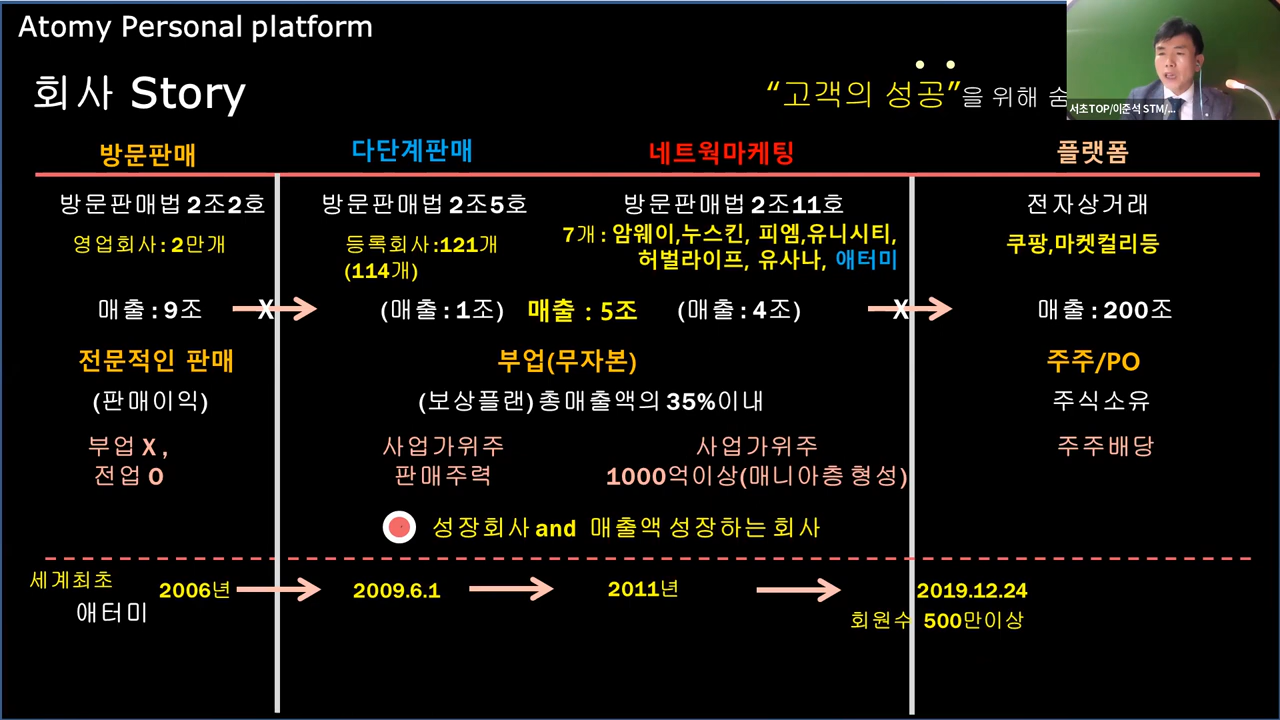 Atomy Personal platform
회사 Story
“고객의 성공”을 위해 숨
서초TOP/이준석 STM/...
방문판매 다단계판매 네트웍마케팅 플랫폼
방문판매법 2조2호 방문판매법 2조5호 방문판매법 2조11호 전자상거래
영업회사 : 2만개 등록회사:121개 7개 : 암웨이,누스킨, 피엠,유니시티, 쿠팡,마켓컬리등
(114개) 허벌라이프, 유사나, 애터미
매출 : 9조 X (매출 : 1조) 매출 : 5조 (매출 : 4조) X 매출 : 200조
전문적인 판매 부업(무자본) 주주/PO
(판매이익) (보상플랜) 총매출액의 35%이내 주식소유
부업 X , 사업가위주 사업가위주 주주배당
전업 O 판매주력 1000억이상(매니아층 형성)
성장회사 and 매출액 성장하는 회사
세계최초 2006년 2009.6.1 2011년 2019.12.24
애터미 회원수 500만이상